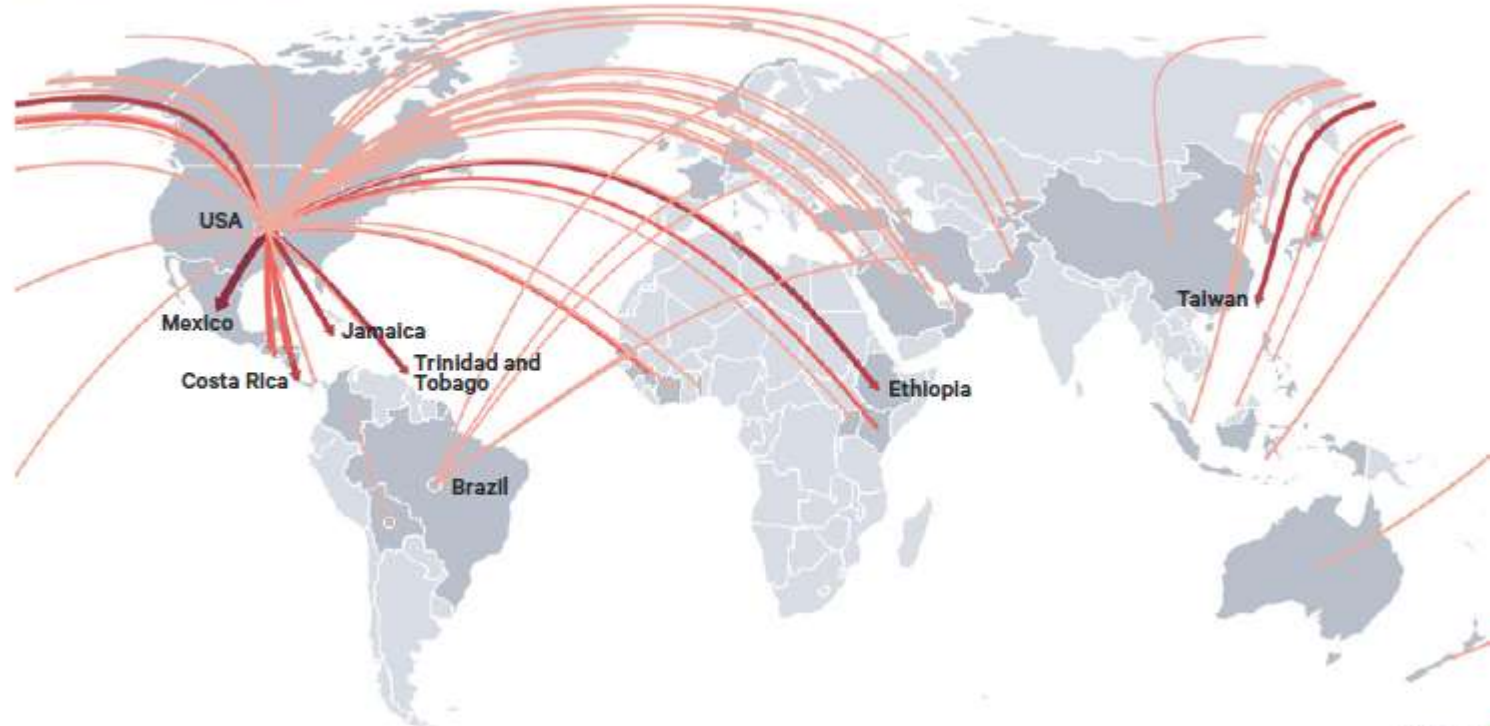 USA
Taiwan
Mexico
Jamaica
Trinidad and
Tobago
Costa Rica
Ethiopia
Brazil